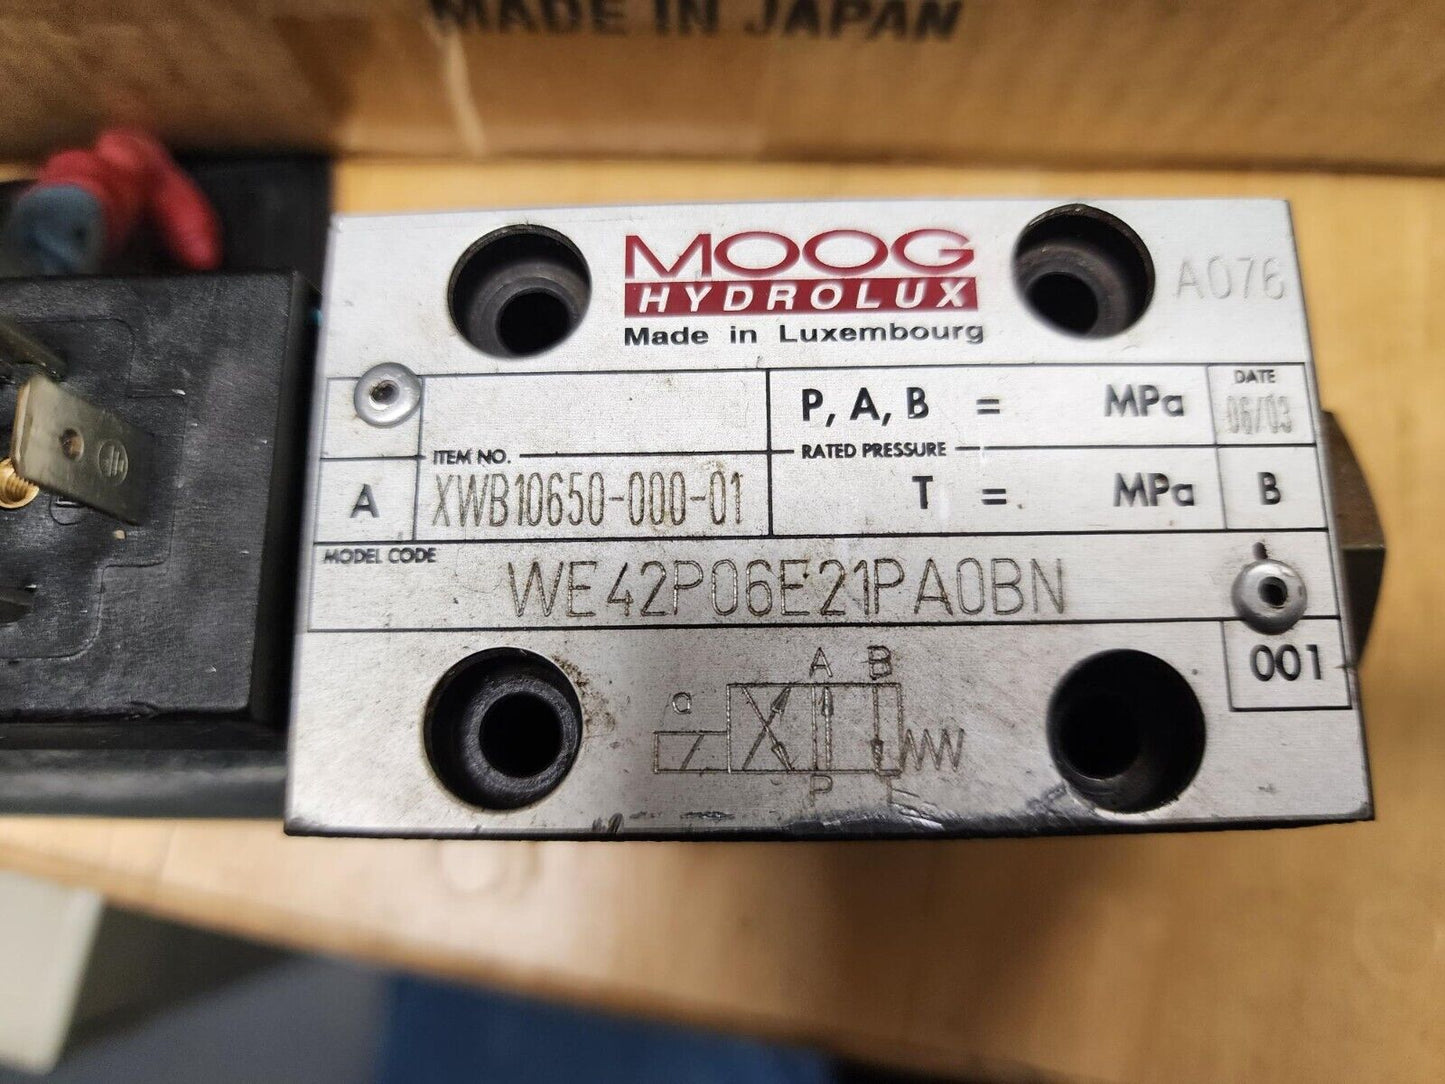 MADE IN JAPAN
MOOG
HYDROLUX
Made in Luxembourg
A076
P, A, B = MPa
DATE
06/03
ITEM NO.
RATED PRESSURE
A
XWB10650-000-01
T = MPa
B
MODEL CODE
WE42P06E21PA0BN
001
A B
a
P